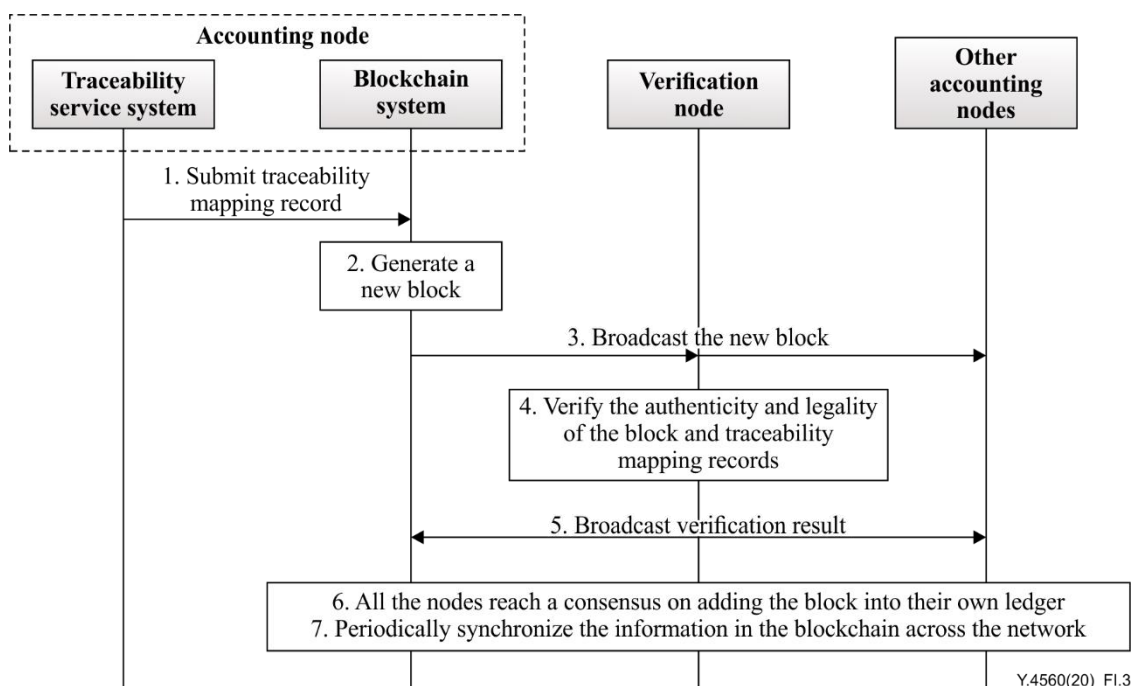 Accounting node
Traceability
service system
Blockchain
system
Verification
node
Other
accounting
nodes
1. Submit traceability
mapping record
2. Generate a
new block
3. Broadcast the new block
4. Verify the authenticity and legality
of the block and traceability
mapping records
5. Broadcast verification result
6. All the nodes reach a consensus on adding the block into their own ledger
7. Periodically synchronize the information in the blockchain across the network
Y.4560(20)_FI.3